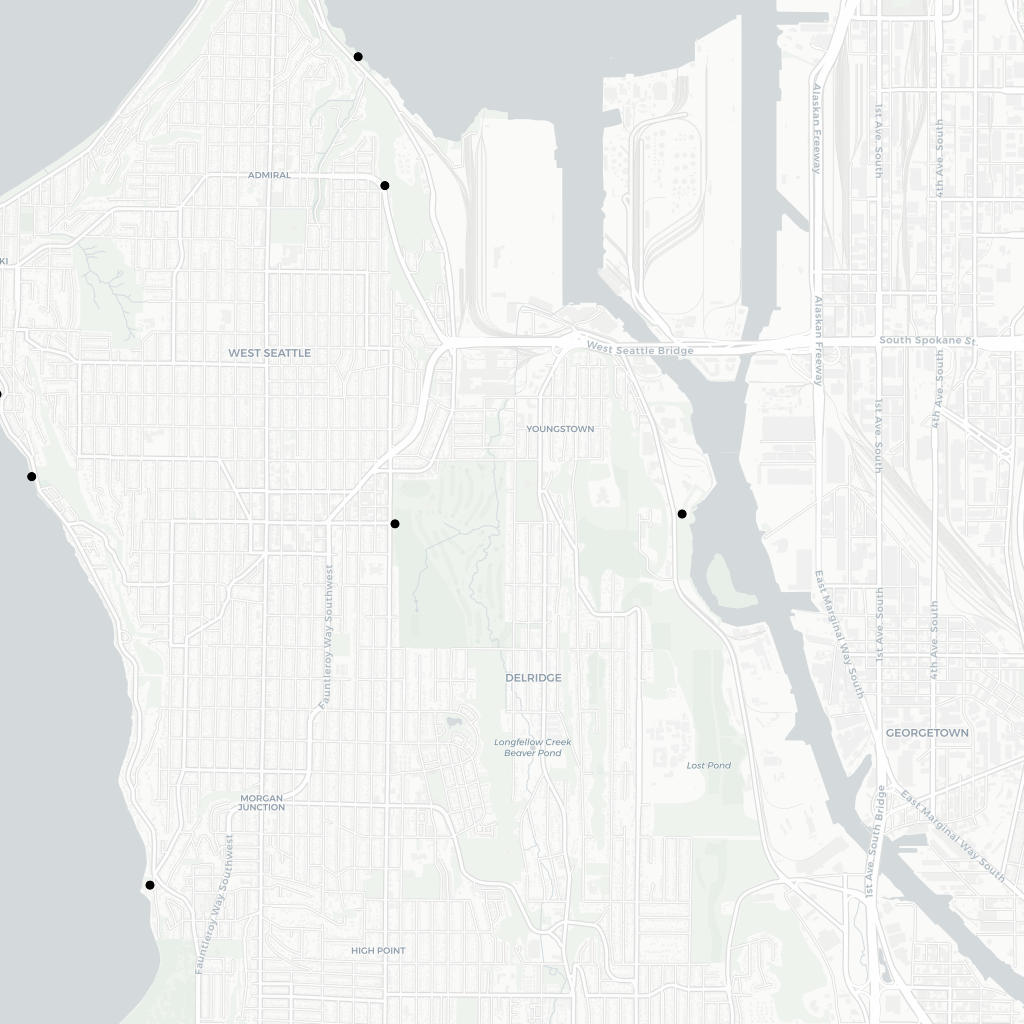 Alaskan Freeway
1st Ave. South
4th Ave. South
ADMIRAL
KI
Alaskan Freeway
WEST SEATTLE
West Seattle Bridge
South Spokane St.
4th Ave. South
1st Ave. South
YOUNGSTOWN
Fauntleroy Way Southwest
East Marginal Way South
1st Ave. South
4th Ave. South
DELRIDGE
Longfellow Creek
Beaver Pond
Lost Pond
GEORGETOWN
MORGAN
JUNCTION
East Marginal Way South
1st Ave. South Bridge
Fauntleroy Way Southwest
HIGH POINT